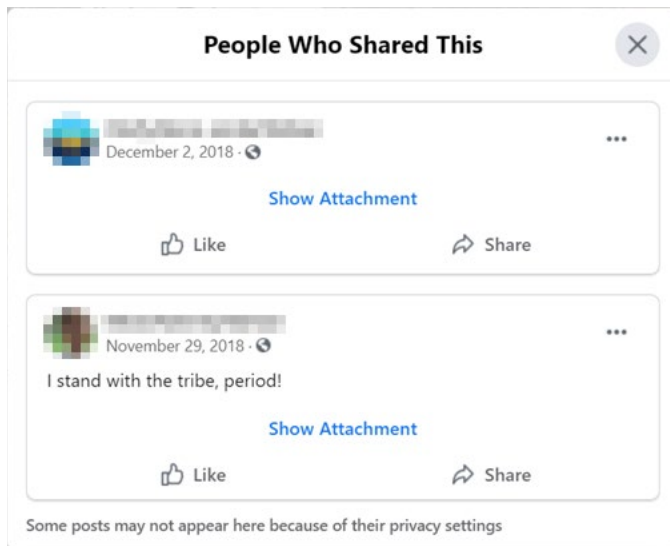 People Who Shared This
December 2, 2018 ·
Show Attachment
Like
Share
November 29, 2018 ·
I stand with the tribe, period!
Show Attachment
Like
Share
Some posts may not appear here because of their privacy settings